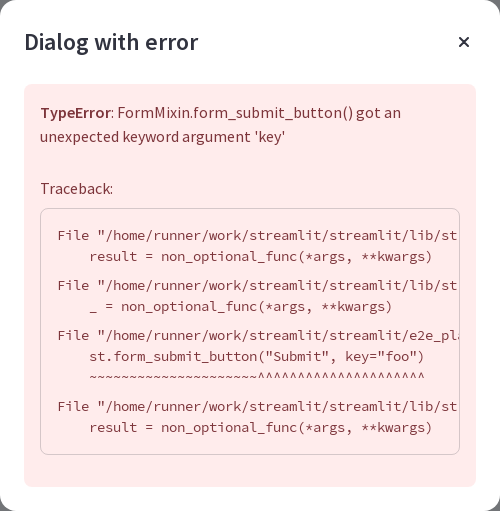 Dialog with error
TypeError: FormMixin.form_submit_button() got an
unexpected keyword argument 'key'
Traceback:
File "/home/runner/work/streamlit/streamlit/lib/st
result = non_optional_func(*args, **kwargs)
File "/home/runner/work/streamlit/streamlit/lib/st
_ = non_optional_func(*args, **kwargs)
File "/home/runner/work/streamlit/streamlit/e2e_pla
st.form_submit_button("Submit", key="foo")
~~~~~~~~~~~~~~~~~~~~~^^^^^^^^^^^^^^^^^^^^^
File "/home/runner/work/streamlit/streamlit/lib/st
result = non_optional_func(*args, **kwargs)